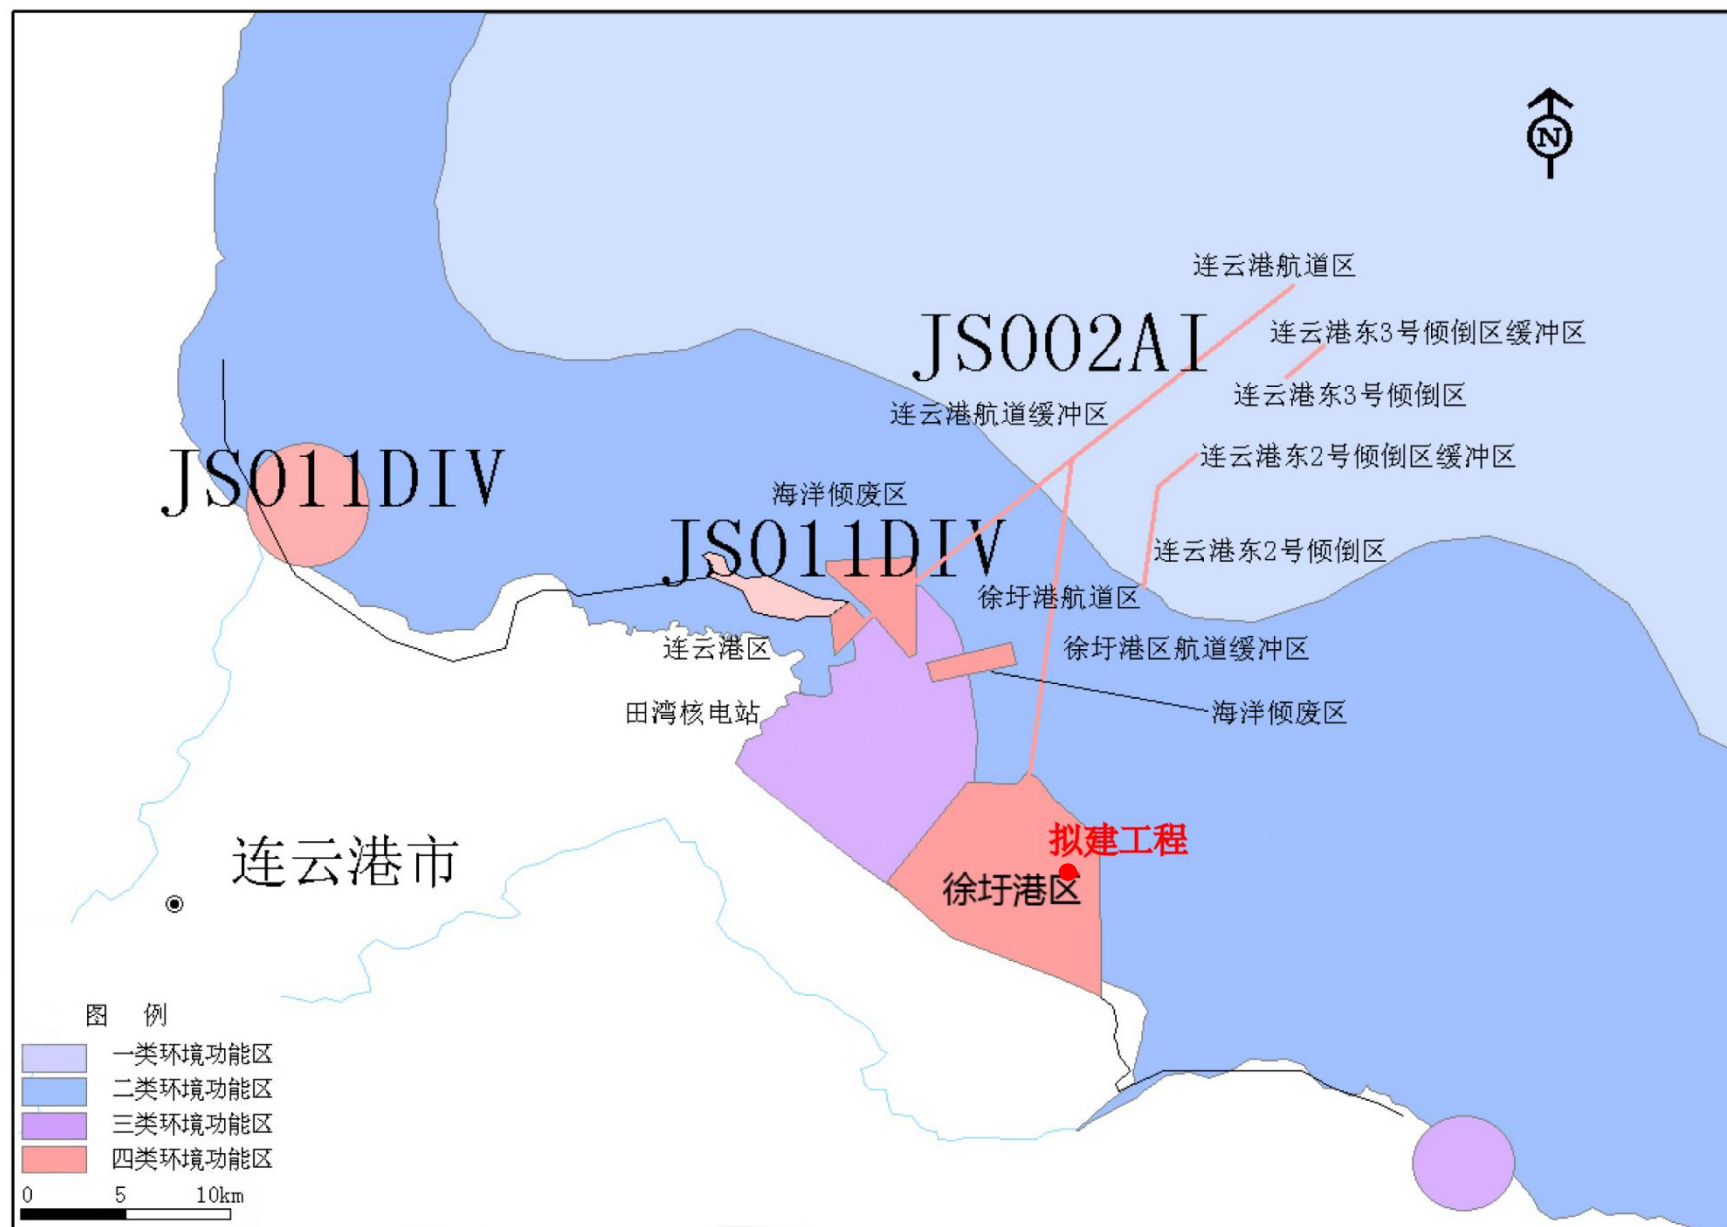 N
连云港航道区
JS002AI
连云港东3号倾倒区缓冲区
连云港东3号倾倒区
连云港航道缓冲区
连云港东2号倾倒区缓冲区
JS011DIV
海洋倾废区
JS011DIV
连云港东2号倾倒区
徐圩港航道区
连云港区
徐圩港区航道缓冲区
田湾核电站
海洋倾废区
拟建工程
连云港市
徐圩港区
图 例
一类环境功能区
二类环境功能区
三类环境功能区
四类环境功能区
0 5 10km